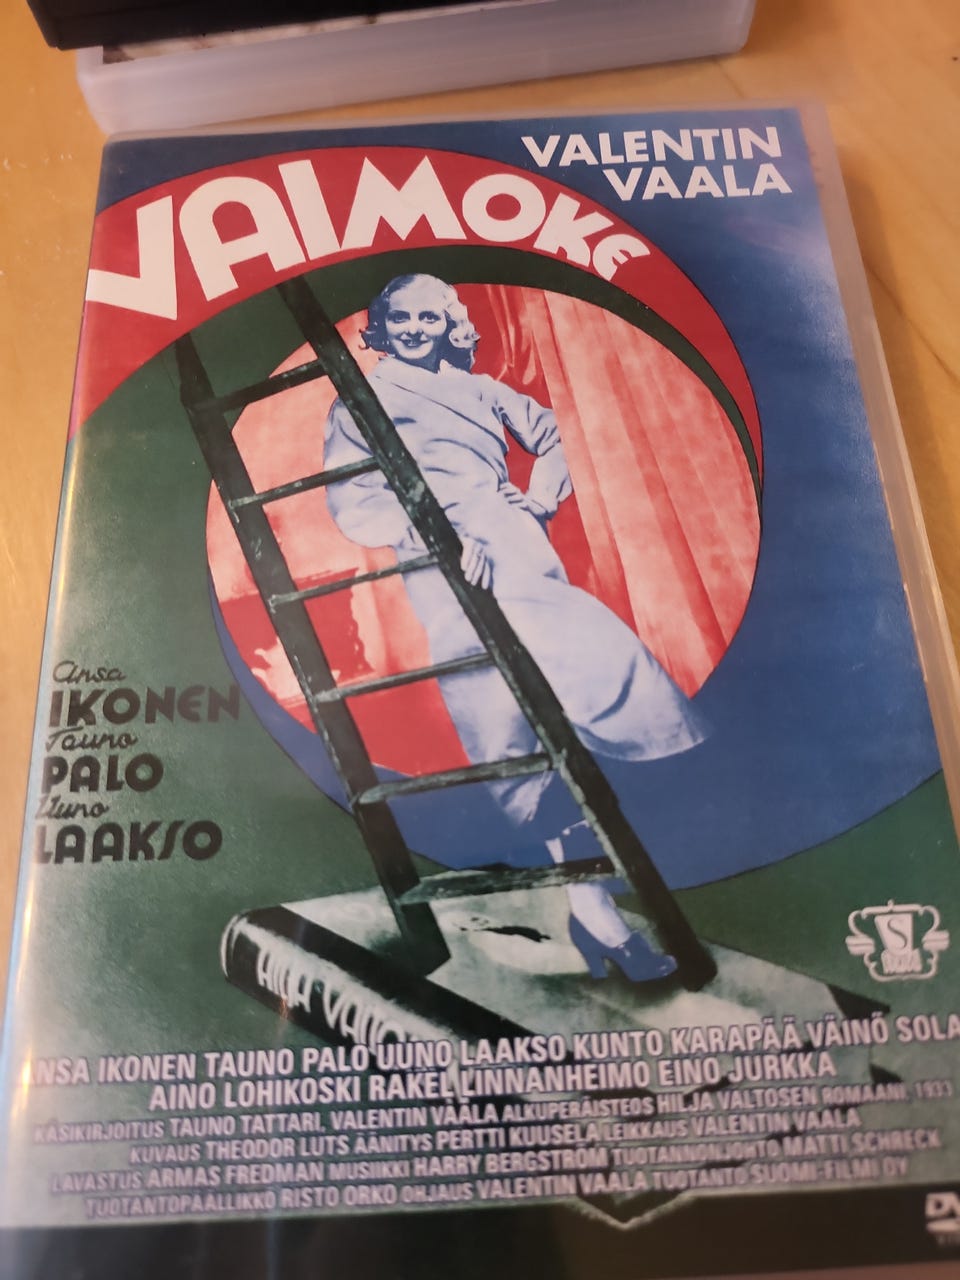 VALENTIN
VAALA
VAIMOKE
Ansa
IKONEN
Tauno
PALO
Uuno
LAAKSO
HILJA VALTO
S
ANSA IKONEN TAUNO PALO UUNO LAAKSO KUNTO KARAPÄÄ VÄINÖ SOLA
AINO LOHIKOSKI RAKEL LINNANHEIMO EINO JURKKA
KÄSIKIRJOITUS TAUNO TATTARI, VALENTIN VAALA ALKUPERÄISTEOS HILJA VALTOSEN ROMAANI, 1933
KUVAUS THEODOR LUTS ÄÄNITYS PERTTI KUUSELA LEIKKAUS VALENTIN VAALA
LAVASTUS ARMAS FREDMAN MUSIIKKI HARRY BERGSTRÖM TUOTANNONJOHTO MATTI SCHRECK
TUOTANTOPÄÄLLIKKÖ RISTO ORKO OHJAUS VALENTIN VAALA TUOTANTO SUOMI-FILMI OY